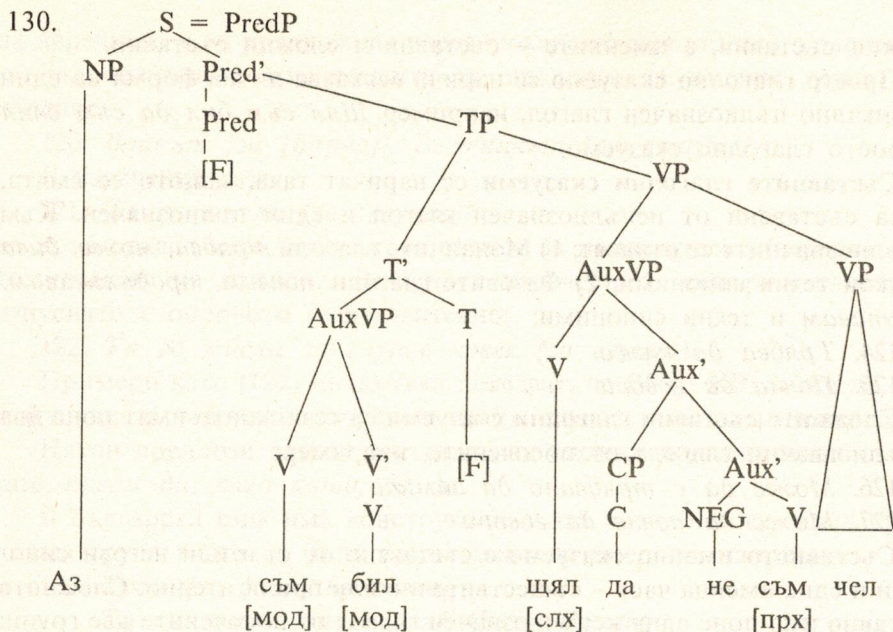 130. S = PredP
NP Pred'
Pred TP
[F] VP
T' AuxVP VP
AuxVP T V Aux'
V V' [F] CP Aux'
V C NEG V
Аз съм бил щял да не съм чел
[мод] [мод] [слх] [прх]